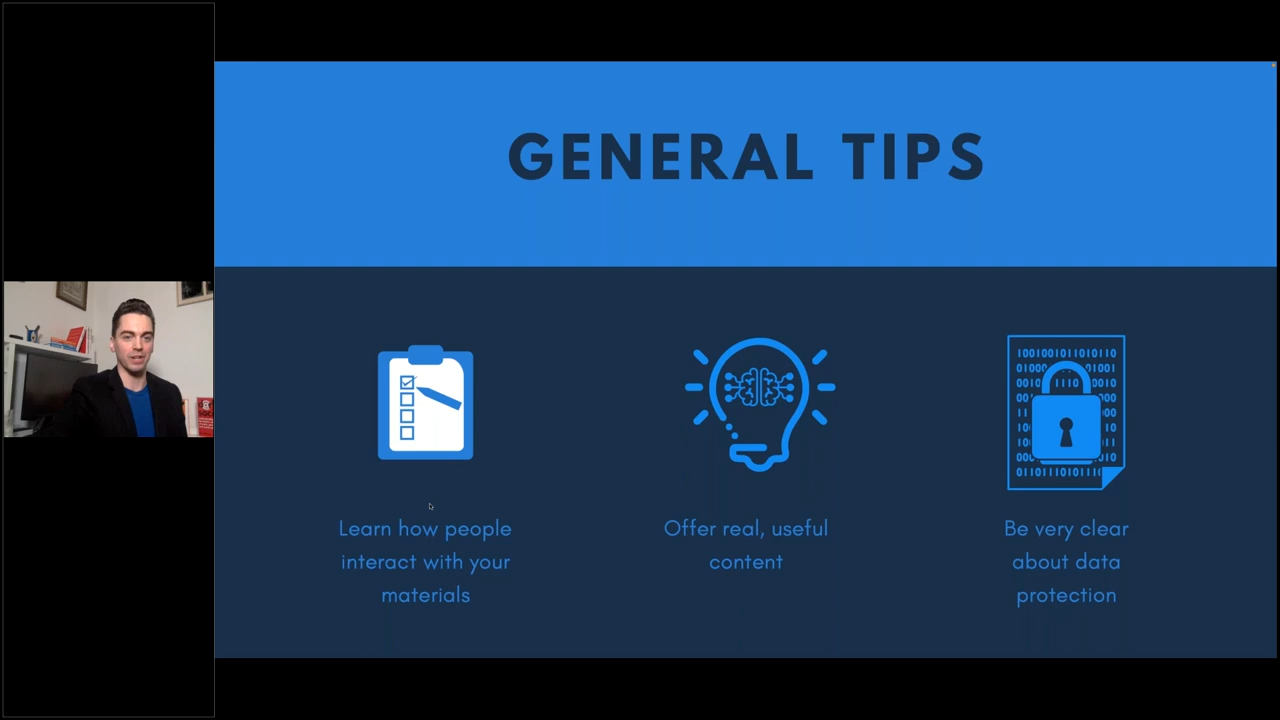 GENERAL TIPS
Learn how people
interact with your
materials
Offer real, useful
content
Be very clear
about data
protection